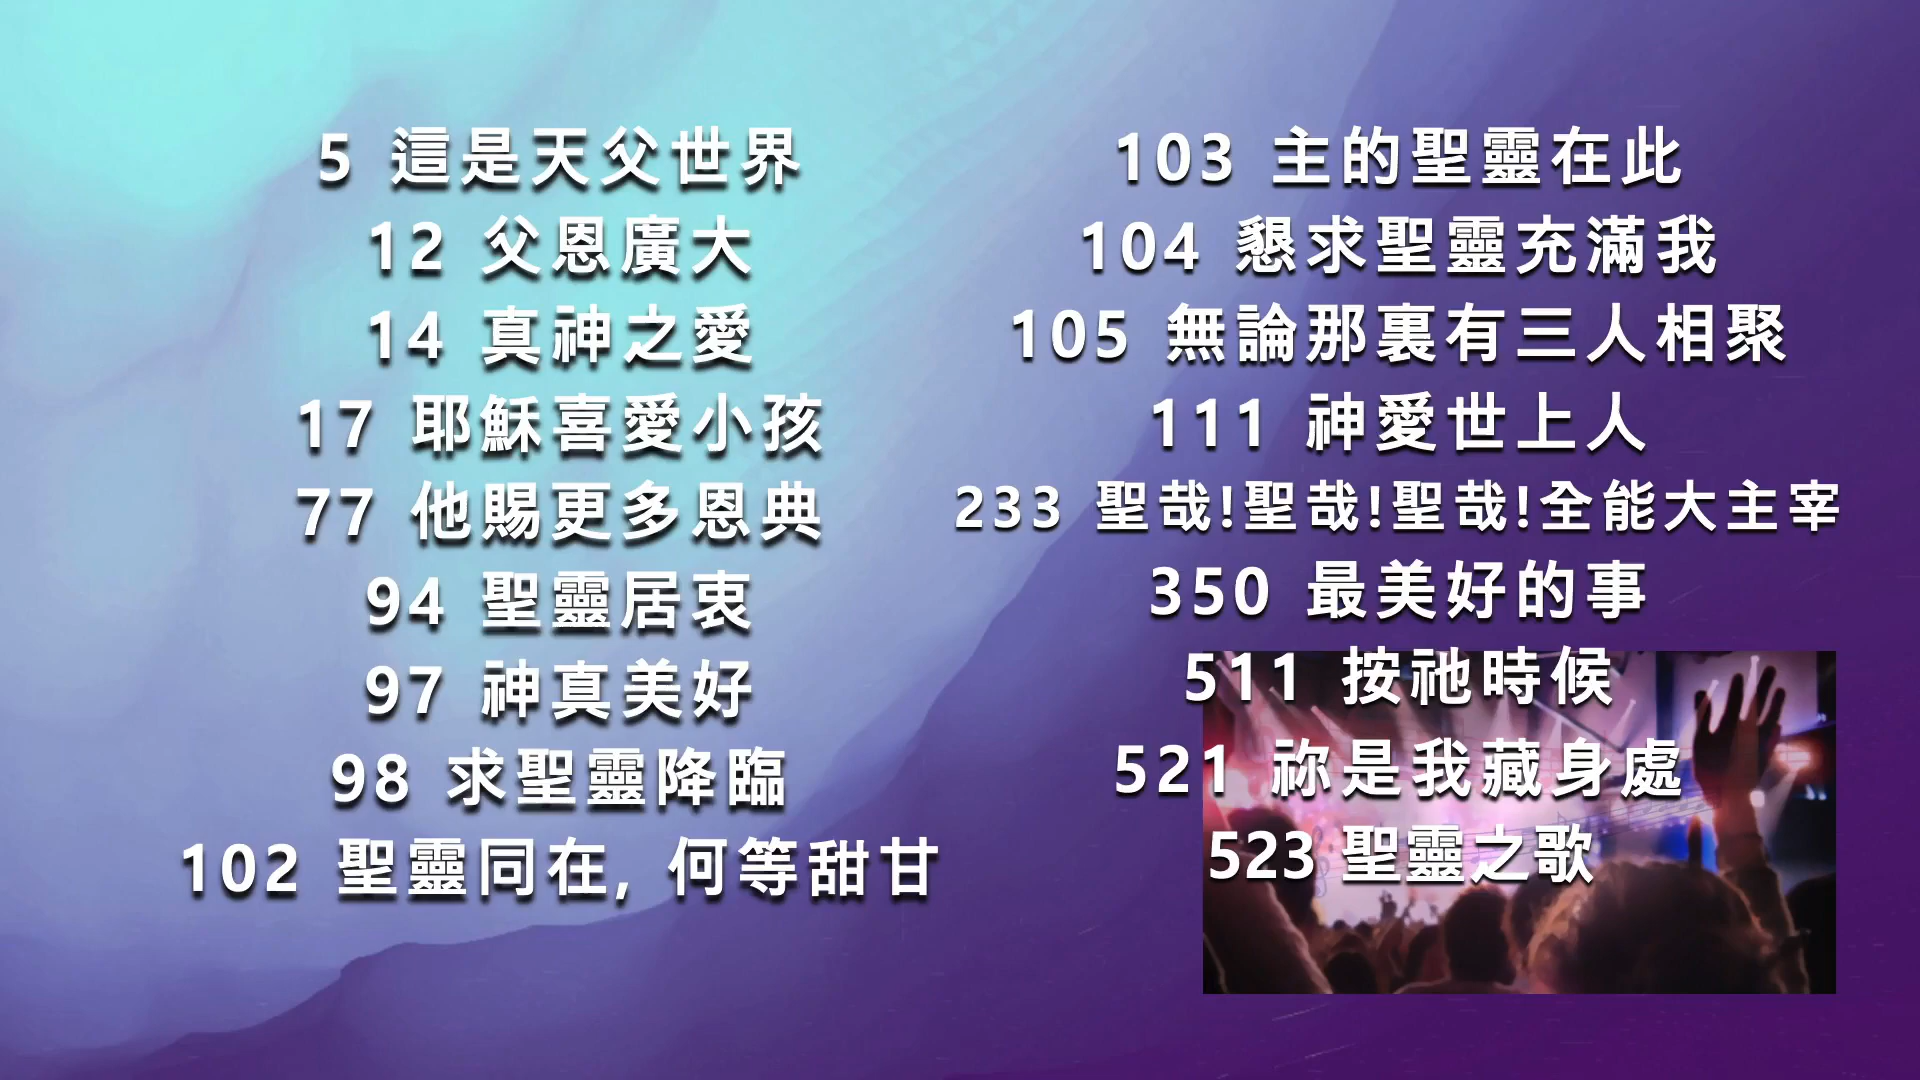 5 這是天父世界
12 父恩廣大
14 真神之愛
17 耶穌喜愛小孩
77 他賜更多恩典
94 聖靈居衷
97 神真美好
98 求聖靈降臨
102 聖靈同在, 何等甜甘
103 主的聖靈在此
104 懇求聖靈充滿我
105 無論那裏有三人相聚
111 神愛世上人
233 聖哉!聖哉!聖哉!全能大主宰
350 最美好的事
511 按祂時候
521 祢是我藏身處
523 聖靈之歌